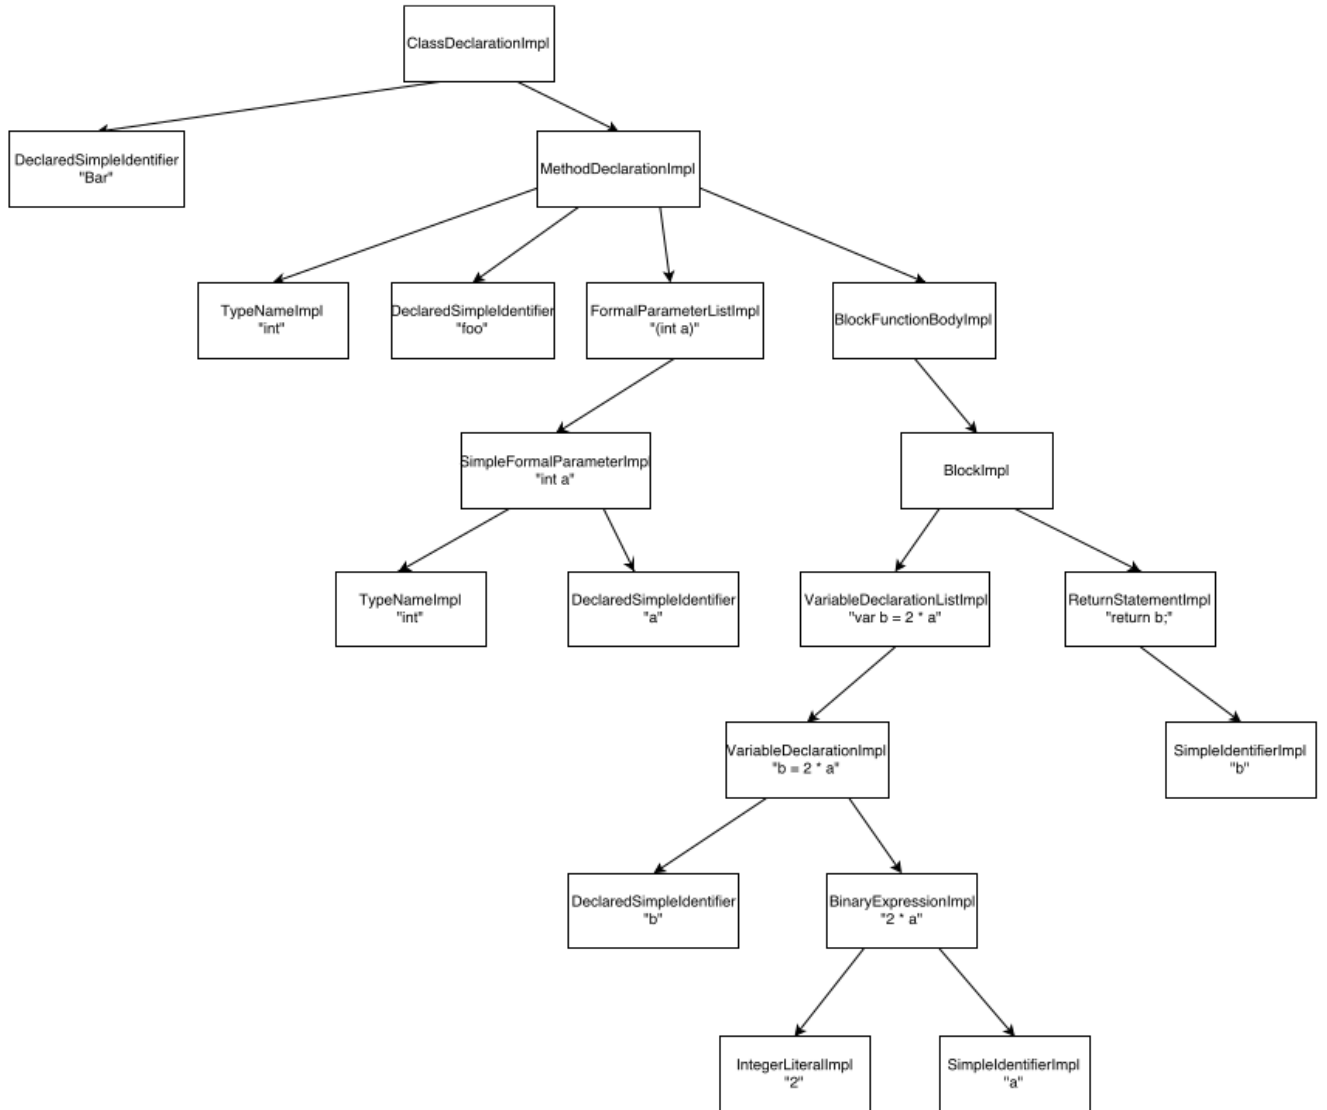 ClassDeclarationImpl
DeclaredSimpleIdentifier
"Bar"
MethodDeclarationImpl
TypeNameImpl
"int"
DeclaredSimpleIdentifier
"foo"
FormalParameterListImpl
"(int a)"
BlockFunctionBodyImpl
SimpleFormalParameterImpl
"int a"
BlockImpl
TypeNameImpl
"int"
DeclaredSimpleIdentifier
"a"
VariableDeclarationListImpl
"var b = 2 * a"
ReturnStatementImpl
"return b;"
VariableDeclarationImpl
"b = 2 * a"
SimpleIdentifierImpl
"b"
DeclaredSimpleIdentifier
"b"
BinaryExpressionImpl
"2 * a"
IntegerLiteralImpl
"2"
SimpleIdentifierImpl
"a"